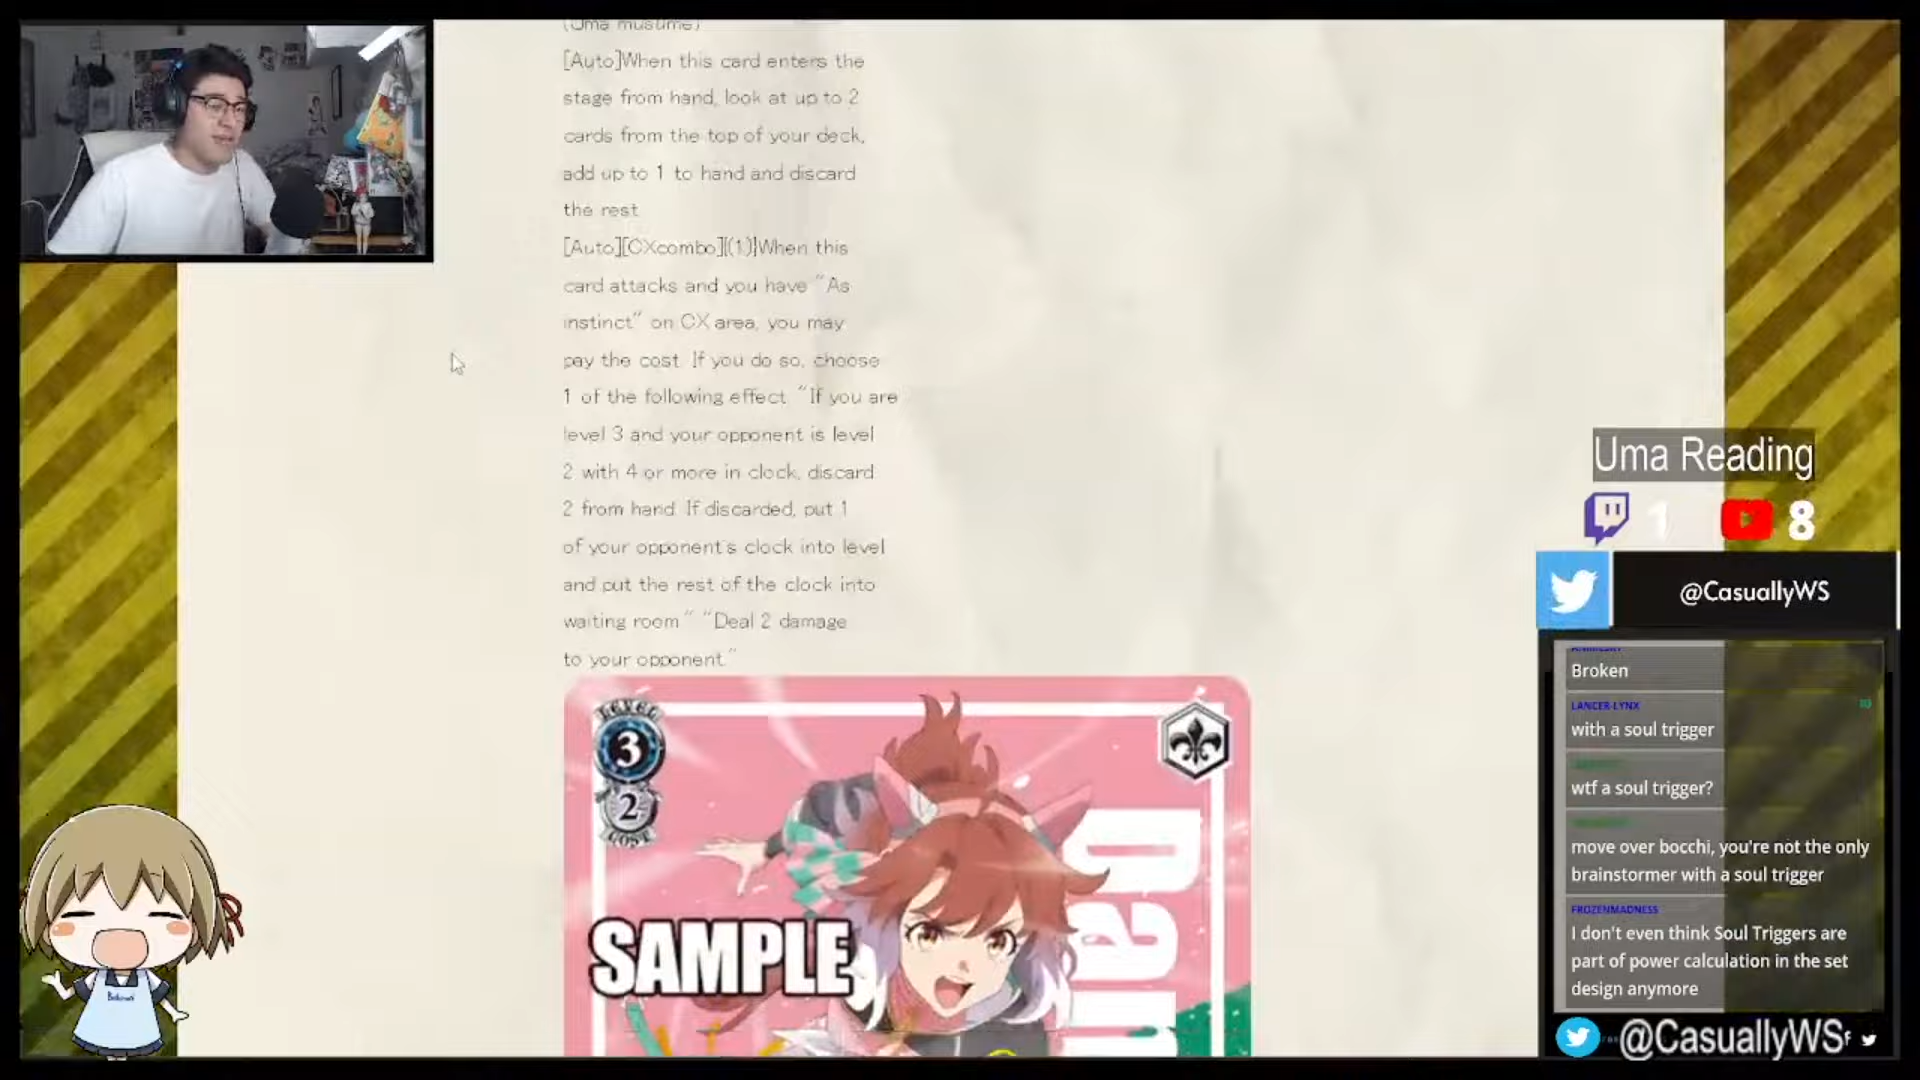 (Uma musume)
[Auto]When this card enters the
stage from hand, look at up to 2
cards from the top of your deck,
add up to 1 to hand and discard
the rest.
[Auto][CXcombo][(1)]When this
card attacks and you have "As
instinct" on CX area, you may
pay the cost. If you do so, choose
1 of the following effect. "If you are
level 3 and your opponent is level
2 with 4 or more in clock, discard
2 from hand. If discarded, put 1
of your opponent's clock into level
and put the rest of the clock into
waiting room." "Deal 2 damage
to your opponent."
LEVEL
3
2
COST
SAMPLE
Uma Reading
1 8
@CasuallyWS
Broken
LANCER-LYNX
with a soul trigger
wtf a soul trigger?
move over bocchi, you're not the only
brainstormer with a soul trigger
FROZENMADNESS
I don't even think Soul Triggers are
part of power calculation in the set
design anymore
@CasuallyWS